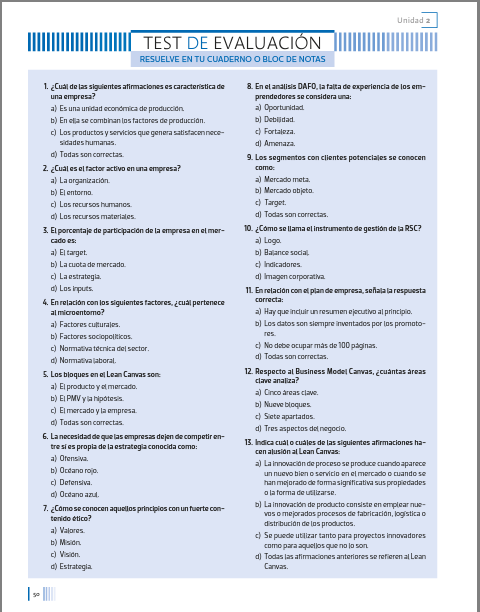 Unidad 2
TEST DE EVALUACIÓN
RESUELVE EN TU CUADERNO O BLOC DE NOTAS
1. ¿Cuál de las siguientes afirmaciones es característica de
una empresa?
a) Es una unidad económica de producción.
b) En ella se combinan los factores de producción.
c) Los productos y servicios que genera satisfacen nece-
sidades humanas.
d) Todas son correctas.
2. ¿Cuál es el factor activo en una empresa?
a) La organización.
b) El entorno.
c) Los recursos humanos.
d) Los recursos materiales.
3. El porcentaje de participación de la empresa en el mer-
cado es:
a) El target.
b) La cuota de mercado.
c) La estrategia.
d) Los inputs.
4. En relación con los siguientes factores, ¿cuál pertenece
al microentorno?
a) Factores culturales.
b) Factores sociopolíticos.
c) Normativa técnica del sector.
d) Normativa laboral.
5. Los bloques en el Lean Canvas son:
a) El producto y el mercado.
b) El PMV y la hipótesis.
c) El mercado y la empresa.
d) Todas son correctas.
6. La necesidad de que las empresas dejen de competir en-
tre sí es propia de la estrategia conocida como:
a) Ofensiva.
b) Océano rojo.
c) Defensiva.
d) Océano azul.
7. ¿Cómo se conocen aquellos principios con un fuerte con-
tenido ético?
a) Valores.
b) Misión.
c) Visión.
d) Estrategia.
8. En el análisis DAFO, la falta de experiencia de los em-
prendedores se considera una:
a) Oportunidad.
b) Debilidad.
c) Fortaleza.
d) Amenaza.
9. Los segmentos con clientes potenciales se conocen
como:
a) Mercado meta.
b) Mercado objeto.
c) Target.
d) Todas son correctas.
10. ¿Cómo se llama el instrumento de gestión de la RSC?
a) Logo.
b) Balance social.
c) Indicadores.
d) Imagen corporativa.
11. En relación con el plan de empresa, señala la respuesta
correcta:
a) Hay que incluir un resumen ejecutivo al principio.
b) Los datos son siempre inventados por los promoto-
res.
c) No debe ocupar más de 100 páginas.
d) Todas son correctas.
12. Respecto al Business Model Canvas, ¿cuántas áreas
clave analiza?
a) Cinco áreas clave.
b) Nueve bloques.
c) Siete apartados.
d) Tres aspectos del negocio.
13. Indica cuál o cuáles de las siguientes afirmaciones ha-
cen alusión al Lean Canvas:
a) La innovación de proceso se produce cuando aparece
un nuevo bien o servicio en el mercado o cuando se
han mejorado de forma significativa sus propiedades
o la forma de utilizarse.
b) La innovación de producto consiste en emplear nue-
vos o mejorados procesos de fabricación, logística o
distribución de los productos.
c) Se puede utilizar tanto para proyectos innovadores
como para aquellos que no lo son.
d) Todas las afirmaciones anteriores se refieren al Lean
Canvas.
50